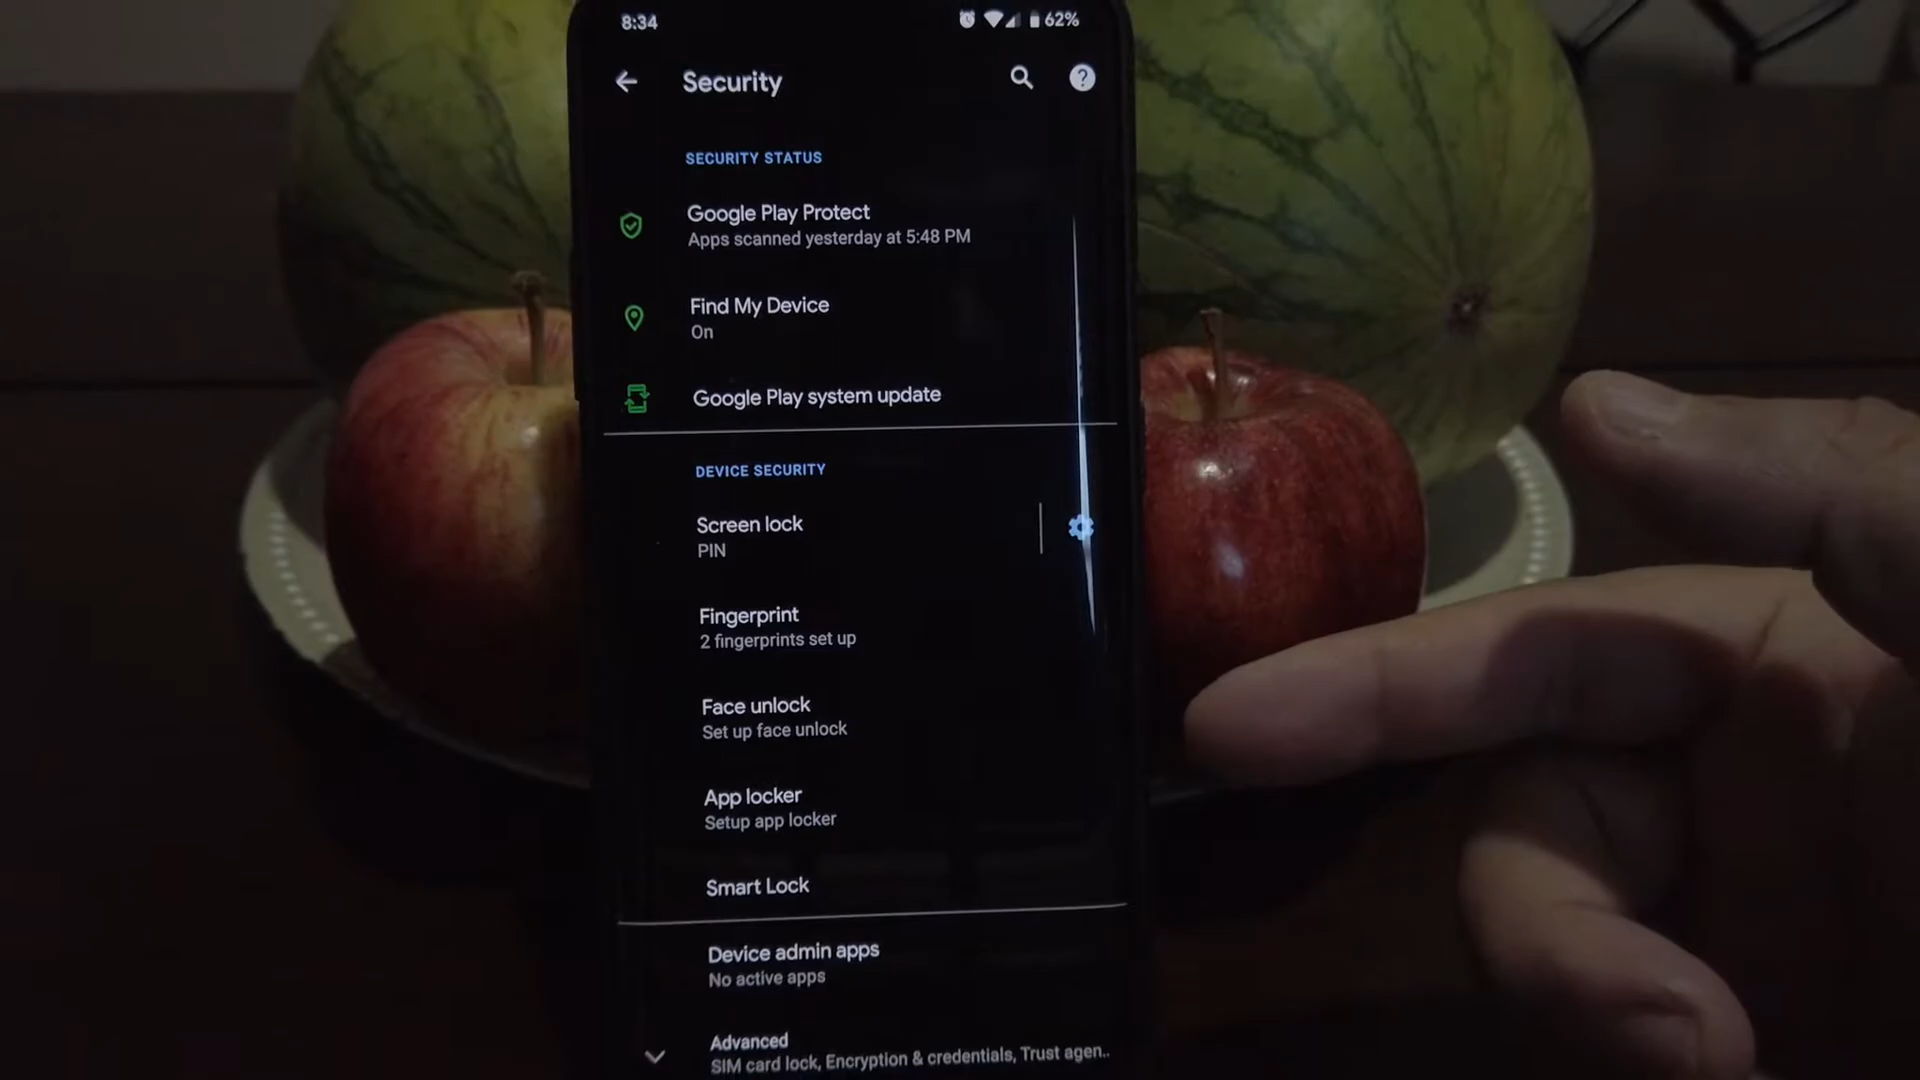 8:34
62%
Security
SECURITY STATUS
Google Play Protect
Apps scanned yesterday at 5:48 PM
Find My Device
On
Google Play system update
DEVICE SECURITY
Screen lock
PIN
Fingerprint
2 fingerprints set up
Face unlock
Set up face unlock
App locker
Setup app locker
Smart Lock
Device admin apps
No active apps
Advanced
SIM card lock, Encryption & credentials, Trust agen..